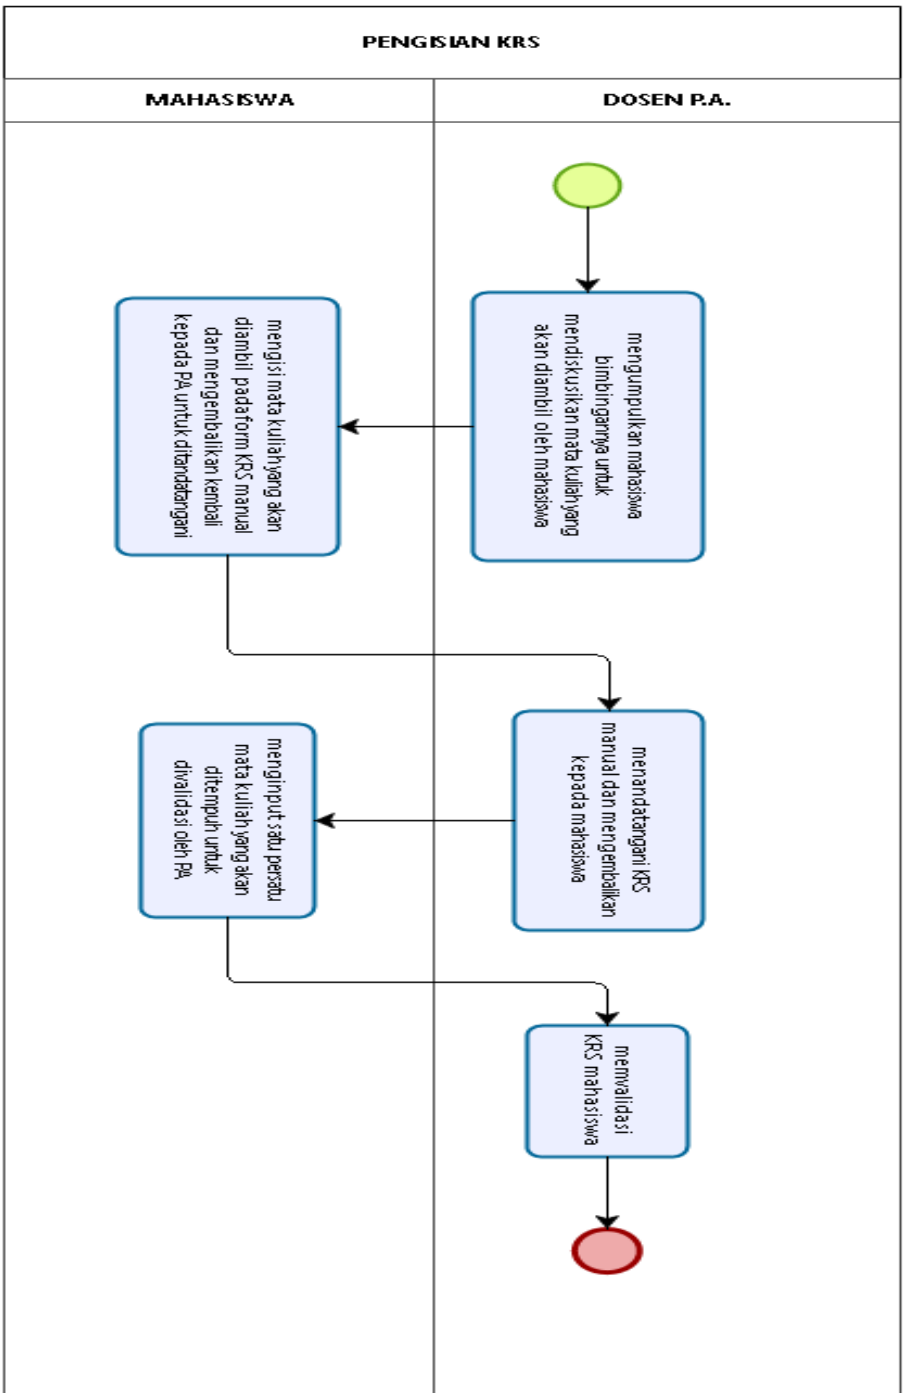 PENGISIAN KRS
MAHASISWA
DOSEN P.A.
mengumpulkan mahasiswa
bimbingannya untuk
mendiskusikan mata kuliah yang
akan diambil oleh mahasiswa
mengisi mata kuliah yang akan
diambil pada form KRS manual
dan mengembalikan kembali
kepada PA untuk ditandatangani
menandatangani KRS
manual dan mengembalikan
kepada mahasiswa
menginput satu persatu
mata kuliah yang akan
ditempuh untuk
divalidasi oleh PA
memvalidasi
KRS mahasiswa